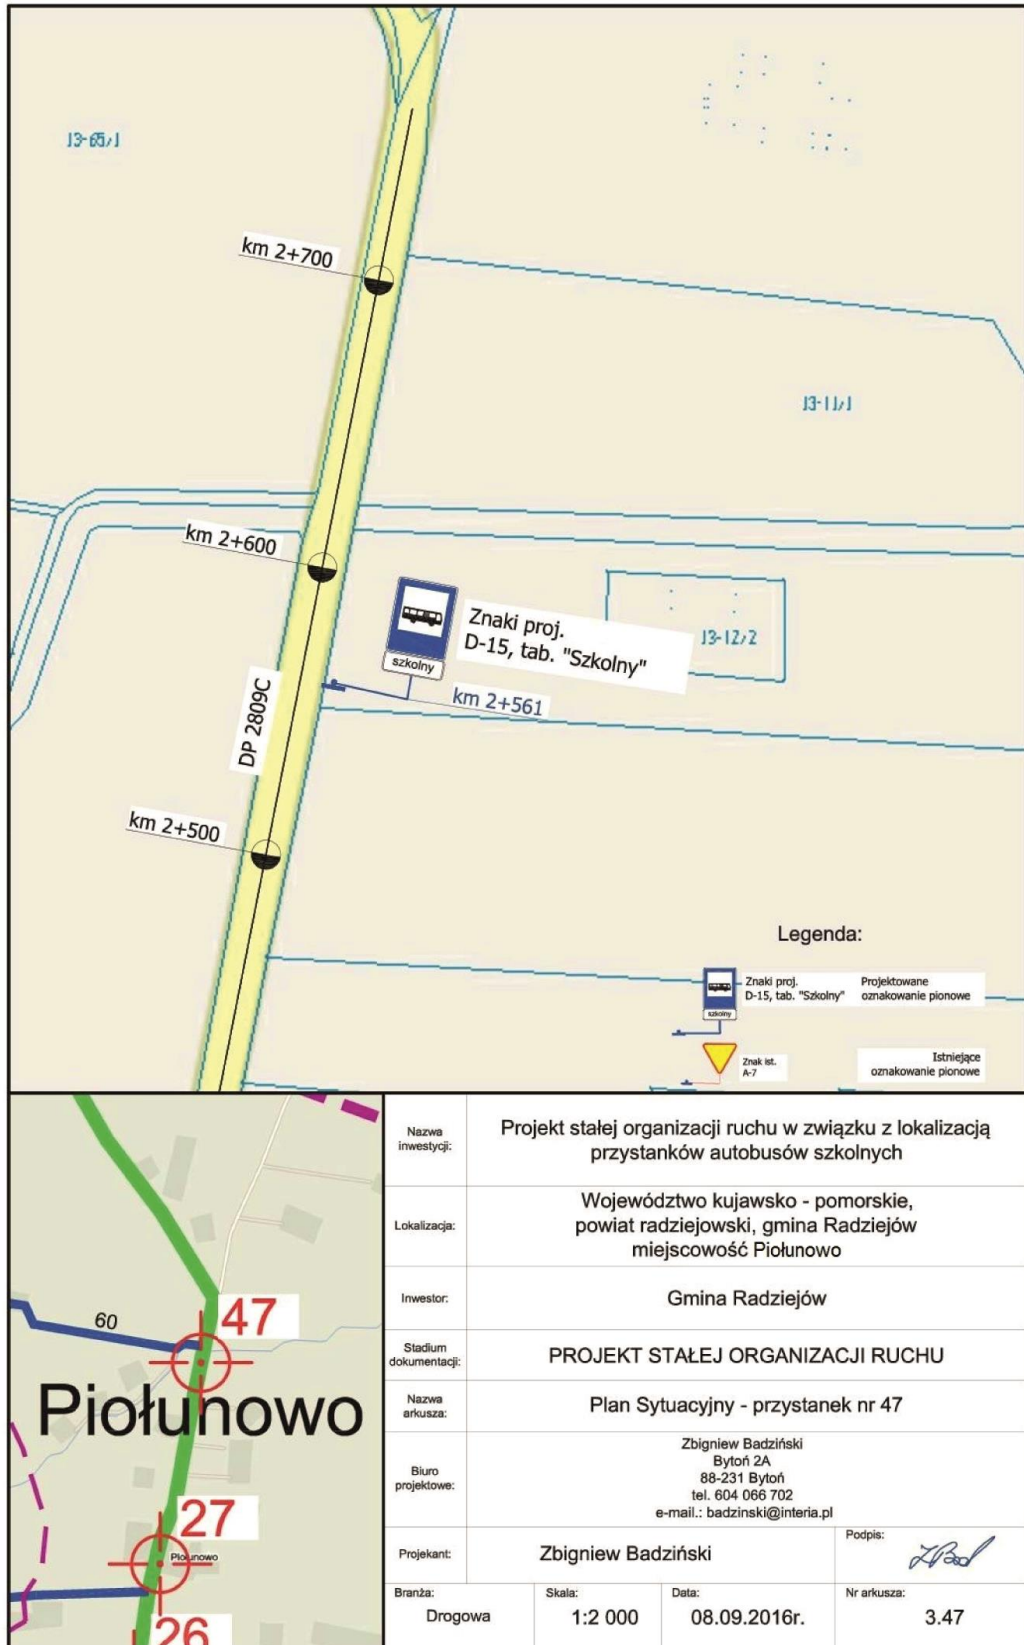 13-65/1
km 2+700
13-11/1
km 2+600
szkolny
Znaki proj.
D-15, tab. "Szkolny"
13-12/2
km 2+561
DP 2809C
km 2+500
Legenda:
szkolny
Znaki proj.
D-15, tab. "Szkolny"
Projektowane
oznakowanie pionowe
Znak ist.
A-7
Istniejące
oznakowanie pionowe
47
60
Piołunowo
27
Piołunowo
26
Nazwa
inwestycji:
Projekt stałej organizacji ruchu w związku z lokalizacją
przystanków autobusów szkolnych
Lokalizacja:
Województwo kujawsko - pomorskie,
powiat radziejowski, gmina Radziejów
miejscowość Piołunowo
Inwestor:
Gmina Radziejów
Stadium
dokumentacji:
PROJEKT STAŁEJ ORGANIZACJI RUCHU
Nazwa
arkusza:
Plan Sytuacyjny - przystanek nr 47
Biuro
projektowe:
Zbigniew Badziński
Bytoń 2A
88-231 Bytoń
tel. 604 066 702
e-mail.: badzinski@interia.pl
Projekant:
Zbigniew Badziński
Podpis:
Branża:
Drogowa
Skala:
1:2 000
Data:
08.09.2016r.
Nr arkusza:
3.47